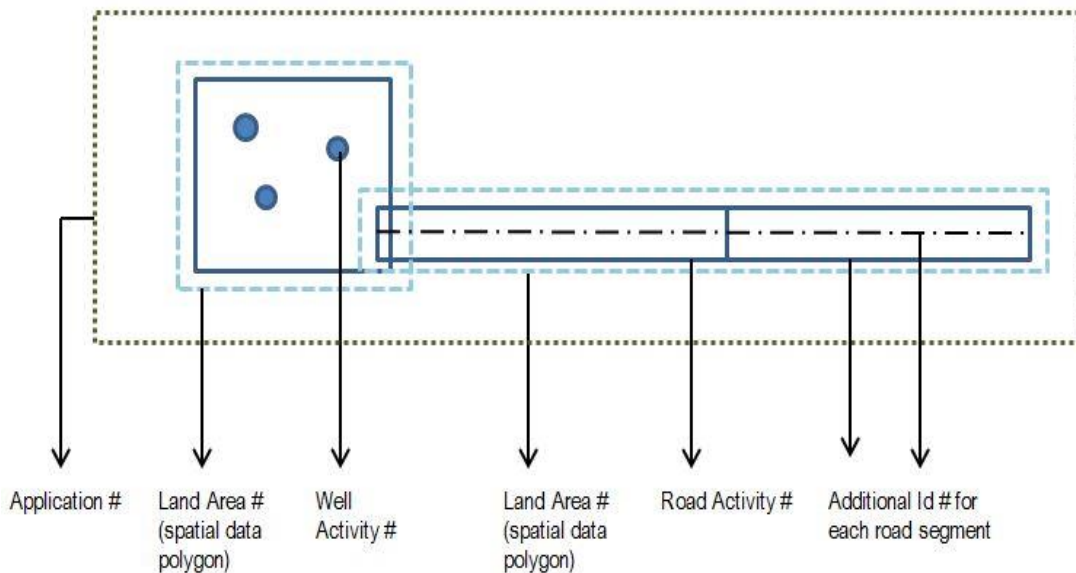 Application #
Land Area #
(spatial data
polygon)
Well
Activity #
Land Area #
(spatial data
polygon)
Road Activity #
Additional Id # for
each road segment